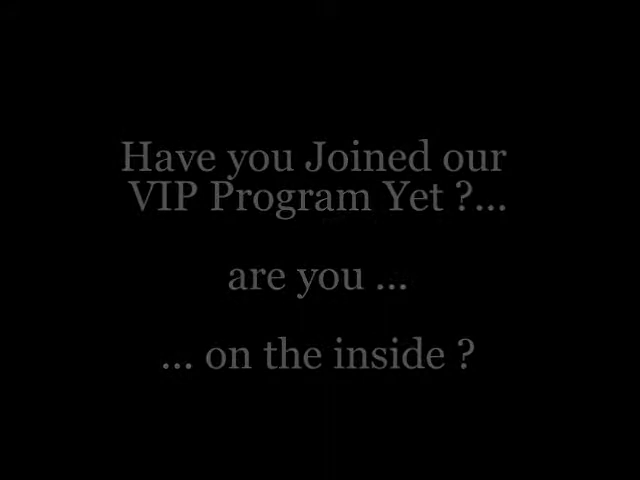 Have you Joined our
VIP Program Yet ?...
are you ...
... on the inside ?